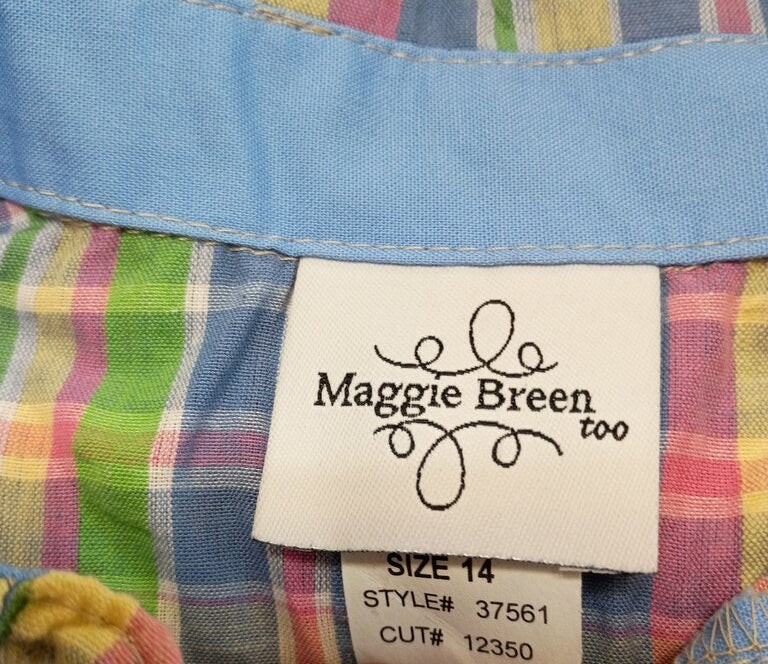 Maggie Breen
too
SIZE 14
STYLE# 37561
CUT# 12350